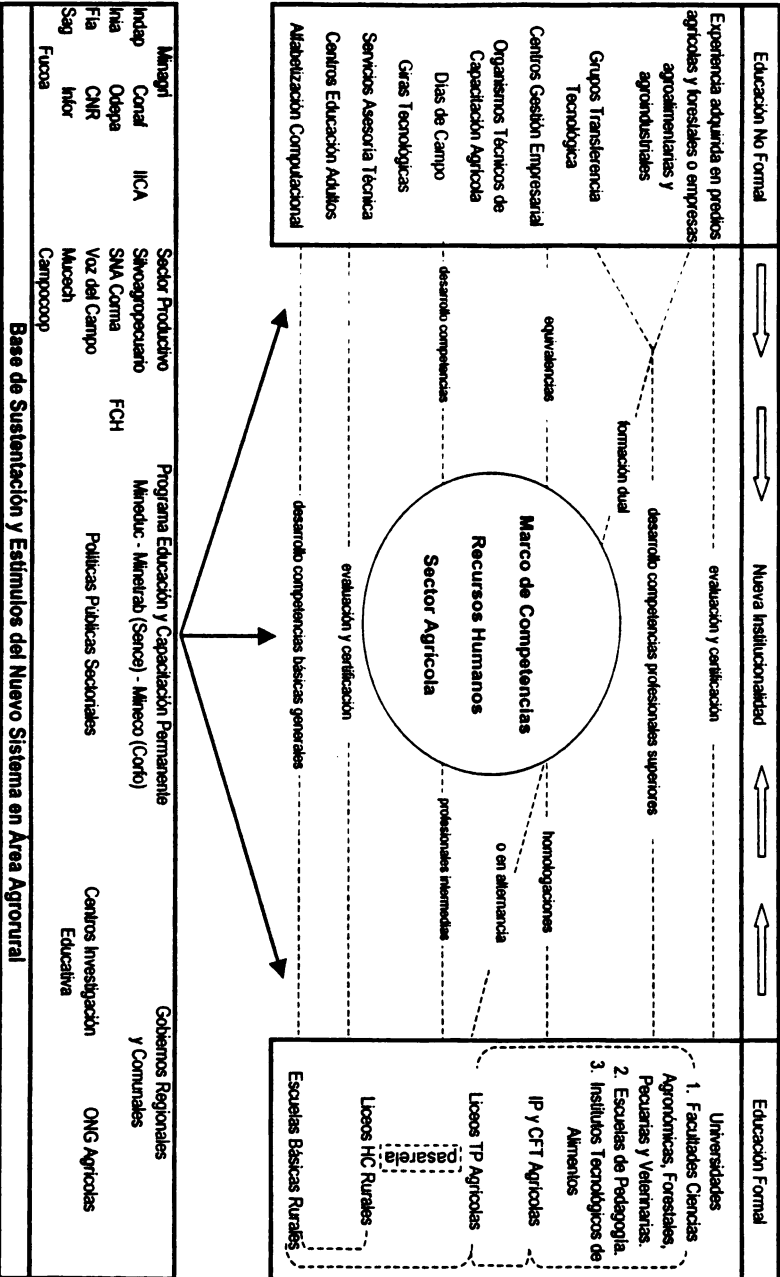 Educación No Formal
Nueva Institucionalidad
Educación Formal
Experiencia adquirida en predios
agrícolas y forestales o empresas
agroalimentarias y
agroindustriales
Grupos Transferencia
Tecnológica
Centros Gestión Empresarial
Organismos Técnicos de
Capacitación Agrícola
Días de Campo
Giras Tecnológicas
Servicios Asesoría Técnica
Centros Educación Adultos
Alfabetización Computacional
evaluación y certificación
desarrollo competencias profesionales superiores
formación dual
equivalencias
homologaciones
o en alternancia
desarrollo competencias
profesionales intermedias
Marco de Competencias
Recursos Humanos
Sector Agrícola
evaluación y certificación
desarrollo competencias básicas generales
Universidades
1. Facultades Ciencias
Agronómicas, Forestales,
Pecuarias y Veterinarias.
2. Escuelas de Pedagogía.
3. Institutos Tecnológicos de
Alimentos
IP y CFT Agrícolas
Liceos TP Agrícolas
pasarela
Liceos HC Rurales
Escuelas Básicas Rurales
Minagri
Indap Conaf
Inia Odepa
Fia CNR
Sag Infor
Fucoa
IICA
Sector Productivo
Silvoagropecuario
SNA Corma
Voz del Campo
Mucech
Campocoop
FCH
Programa Educación y Capacitación Permanente
Mineduc - Minetrab (Sence) - Mineco (Corfo)
Políticas Públicas Sectoriales
Gobiernos Regionales
y Comunales
Centros Investigación
Educativa
ONG Agrícolas
Base de Sustentación y Estímulos del Nuevo Sistema en Área Agrorural